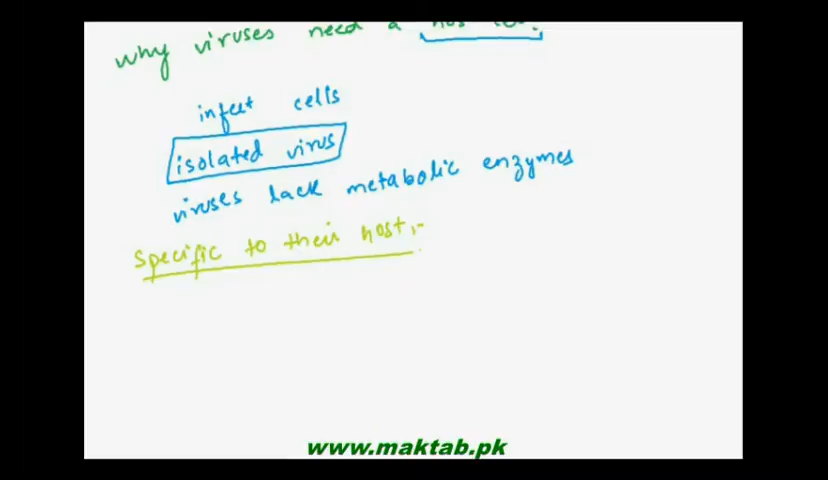 why viruses need a
infect cells
isolated virus
viruses lack metabolic enzymes
specific to their host :-
www.maktab.pk